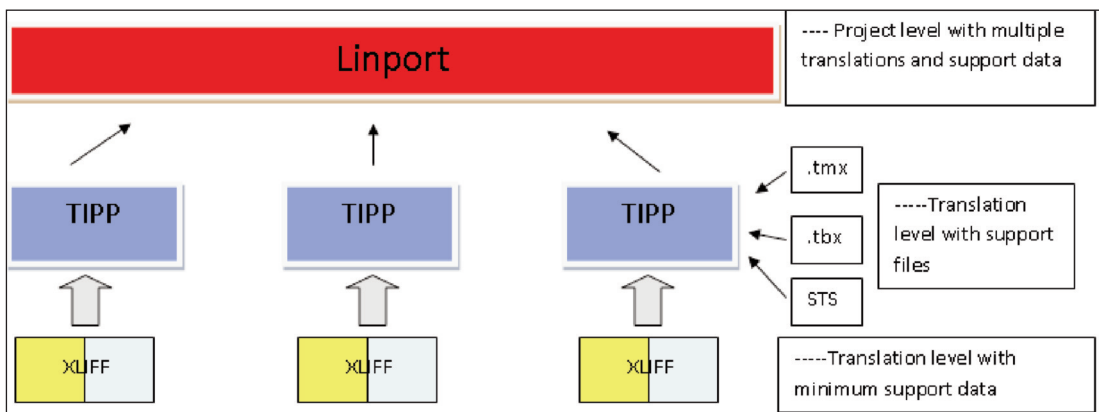 Linport
---- Project level with multiple
translations and support data
TIPP
TIPP
TIPP
.tmx
.tbx
STS
-----Translation
level with support
files
XLIFF
XLIFF
XLIFF
-----Translation level with
minimum support data